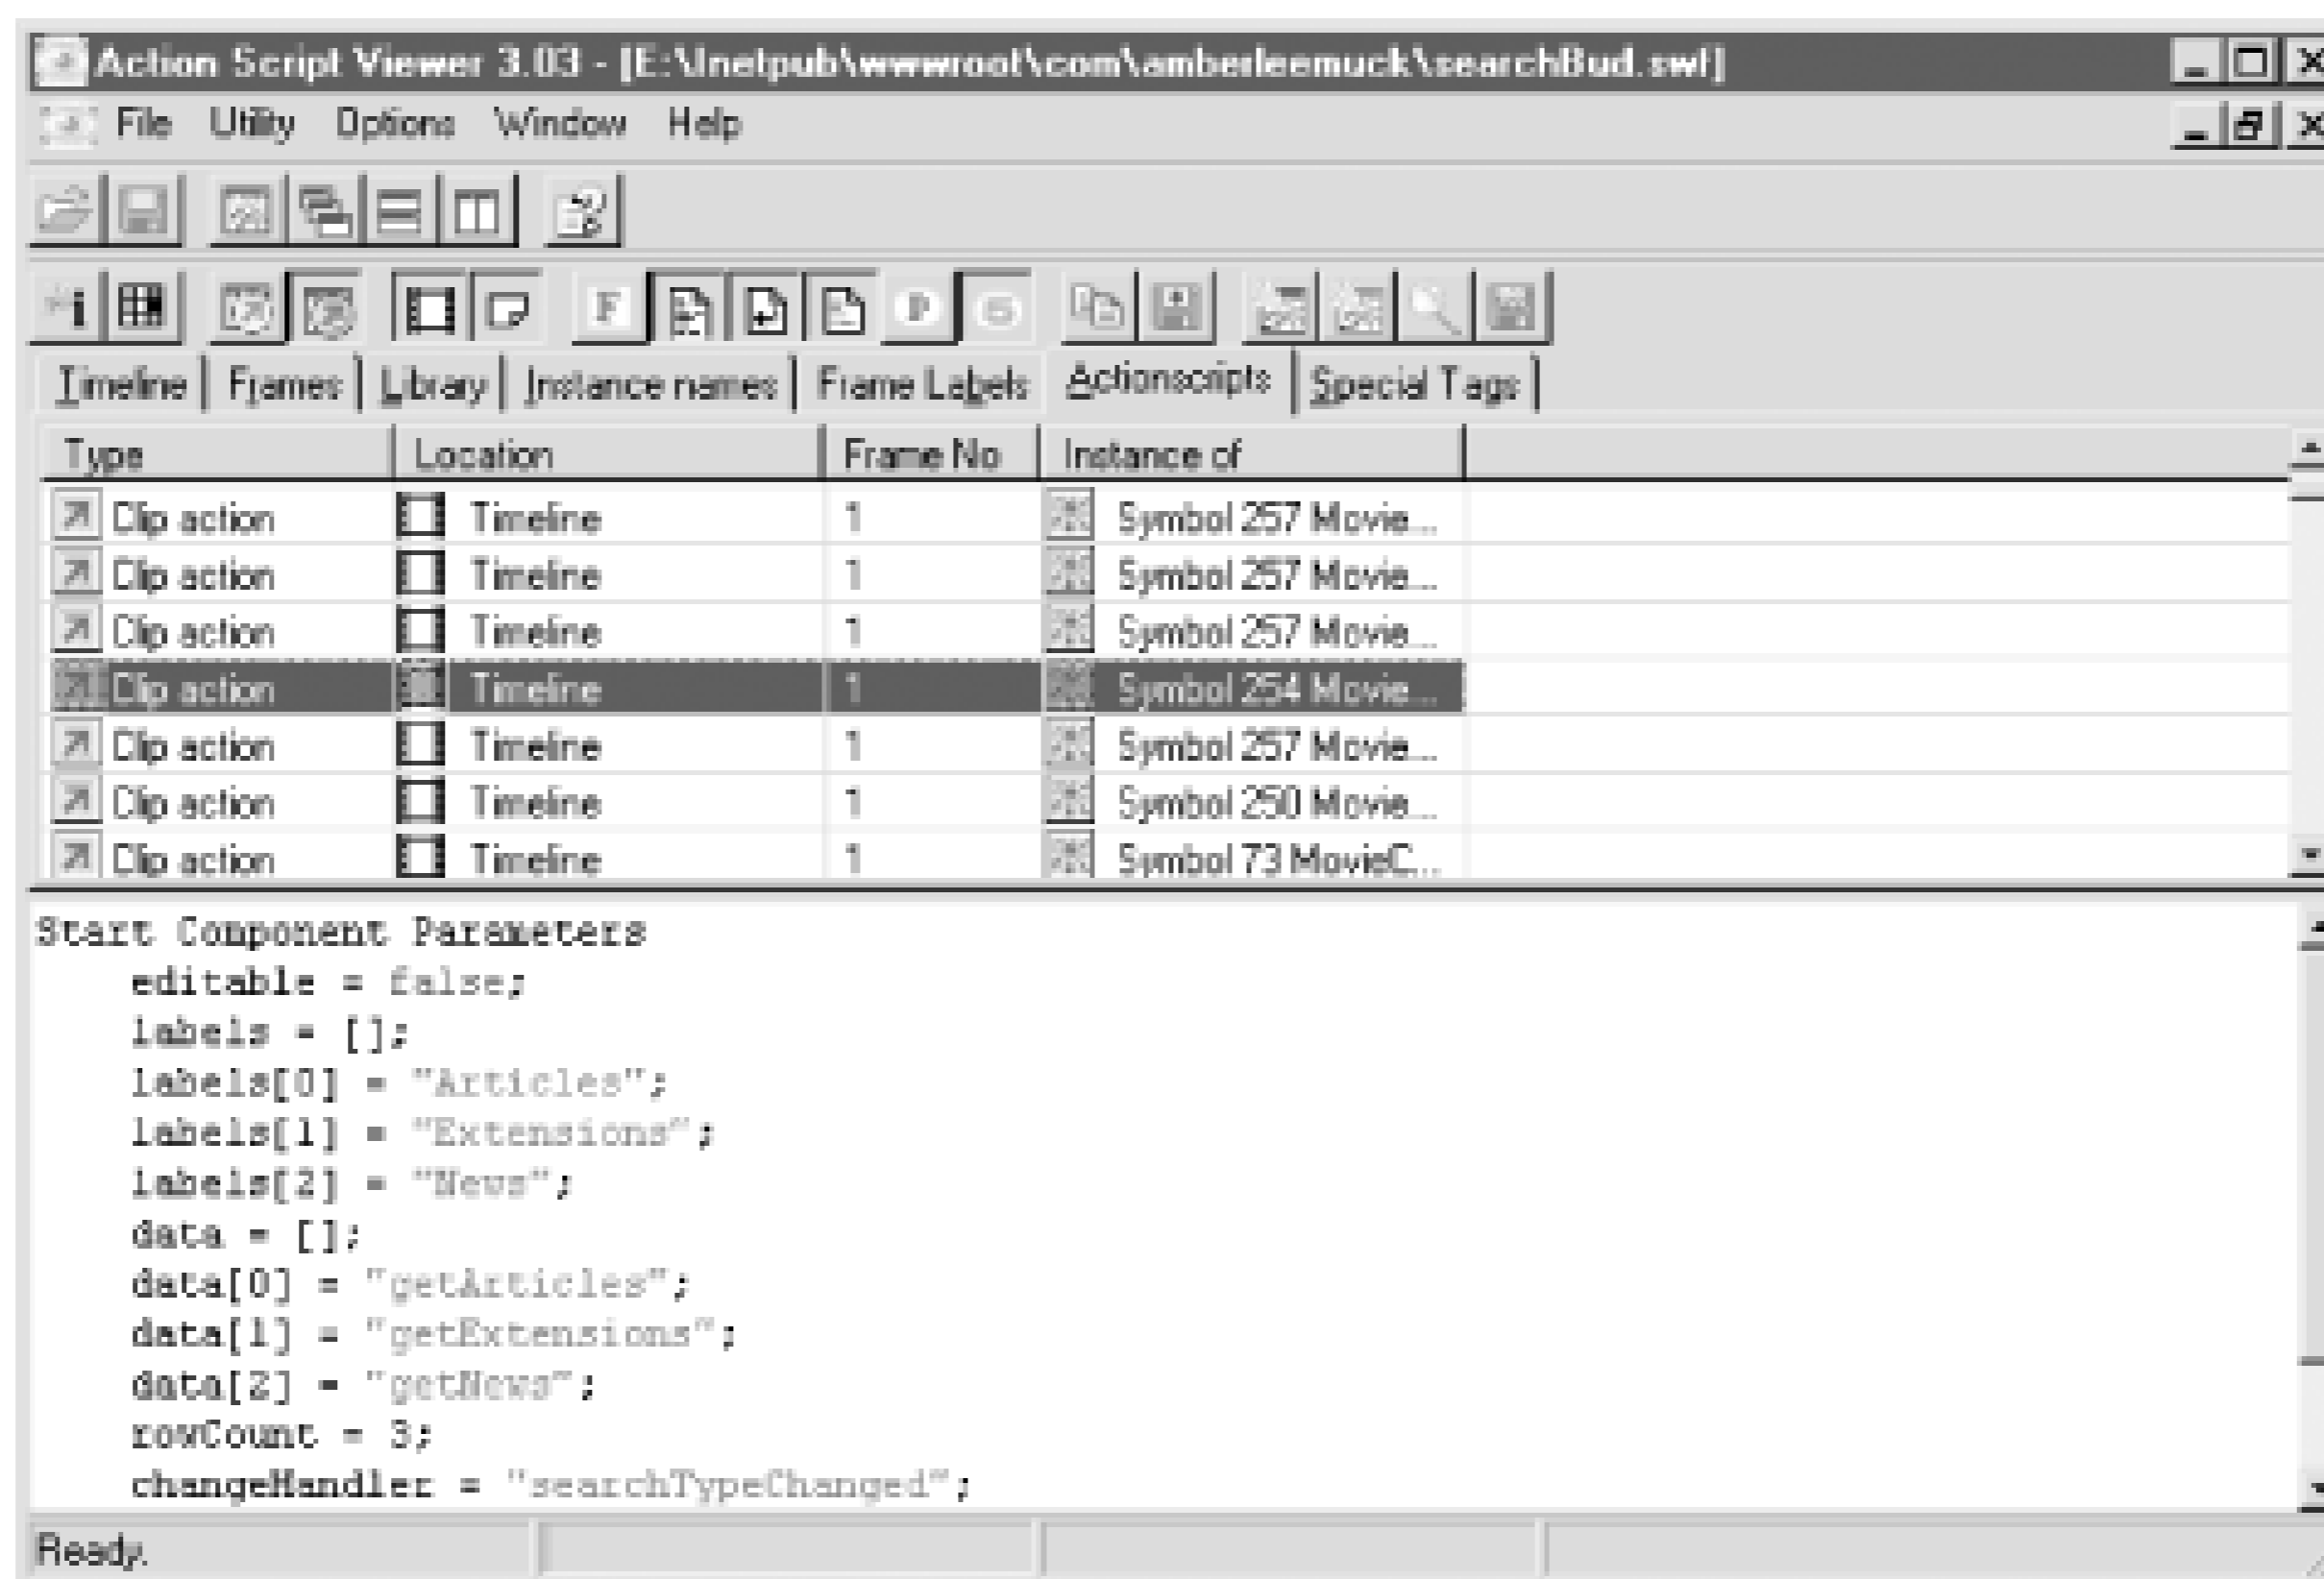 Action Script Viewer 3.03 - [E:\Inetpub\wwwroot\com\amberleemuck\searchBud.swf]
File Utility Options Window Help
F P G
Timeline Frames Library Instance names Frame Labels Actionscripts Special Tags
Type Location Frame No Instance of
Clip action Timeline 1 Symbol 257 Movie...
Clip action Timeline 1 Symbol 257 Movie...
Clip action Timeline 1 Symbol 257 Movie...
Clip action Timeline 1 Symbol 254 Movie...
Clip action Timeline 1 Symbol 257 Movie...
Clip action Timeline 1 Symbol 250 Movie...
Clip action Timeline 1 Symbol 73 MovieC...
Start Component Parameters
editable = false;
labels = [];
labels[0] = "Articles";
labels[1] = "Extensions";
labels[2] = "News";
data = [];
data[0] = "getArticles";
data[1] = "getExtensions";
data[2] = "getNews";
rowCount = 3;
changeHandler = "searchTypeChanged";
Ready.